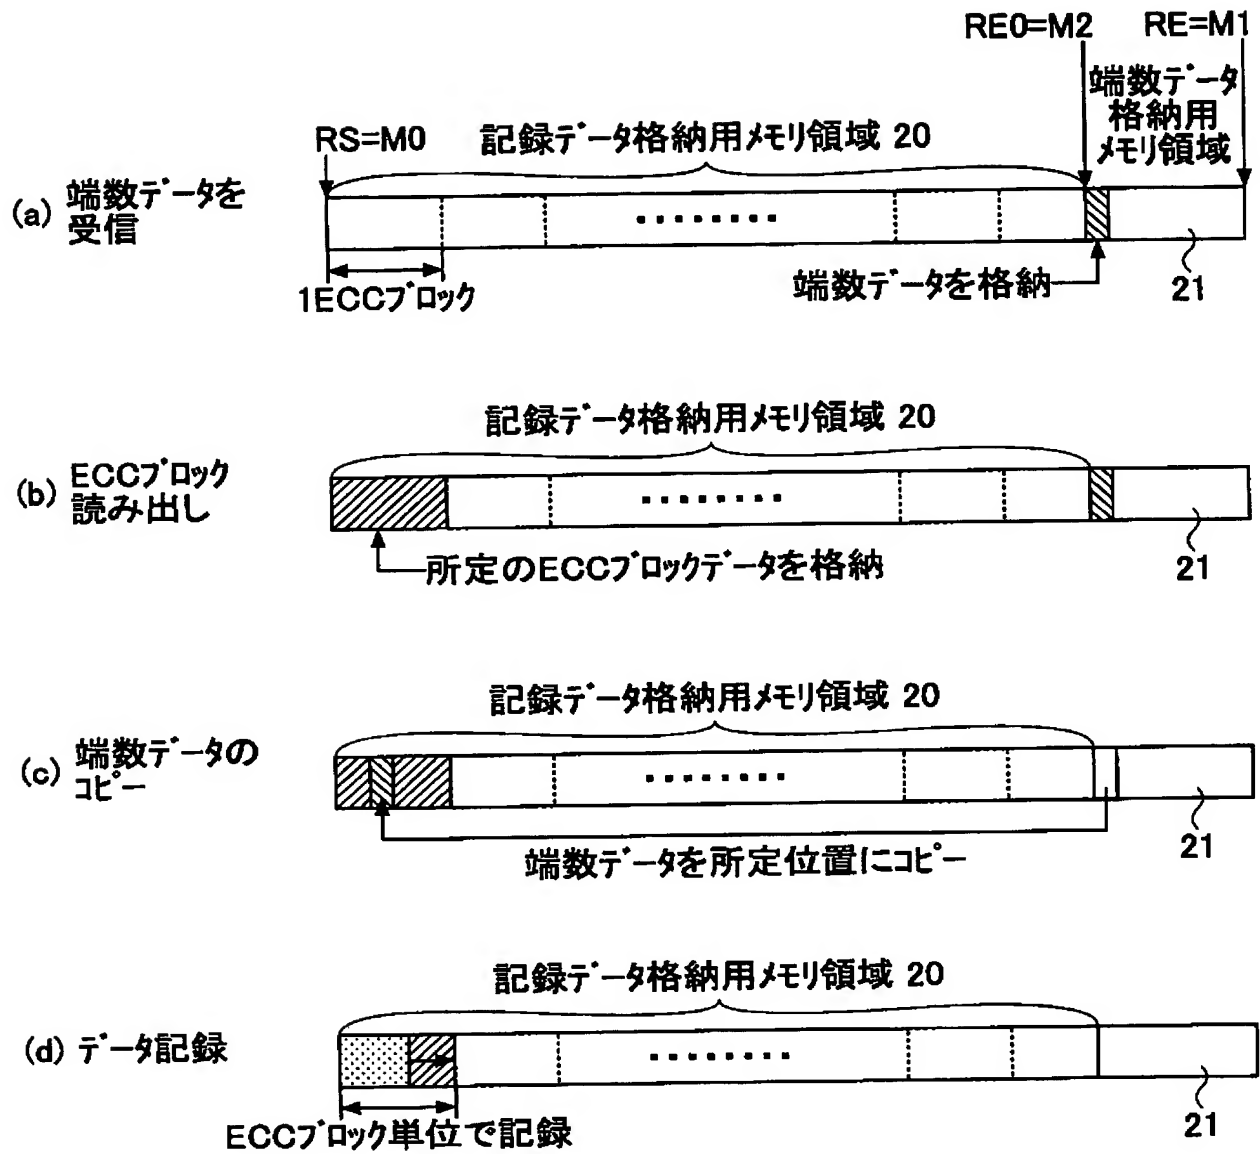 RE0=M2 RE=M1
端数データ
格納用
メモリ領域
RS=M0
記録データ格納用メモリ領域 20
(a) 端数データを
受信
1ECCブロック
端数データを格納
21
記録データ格納用メモリ領域 20
(b) ECCブロック
読み出し
所定のECCブロックデータを格納
21
記録データ格納用メモリ領域 20
(c) 端数データの
コピー
端数データを所定位置にコピー
21
記録データ格納用メモリ領域 20
(d) データ記録
ECCブロック単位で記録
21